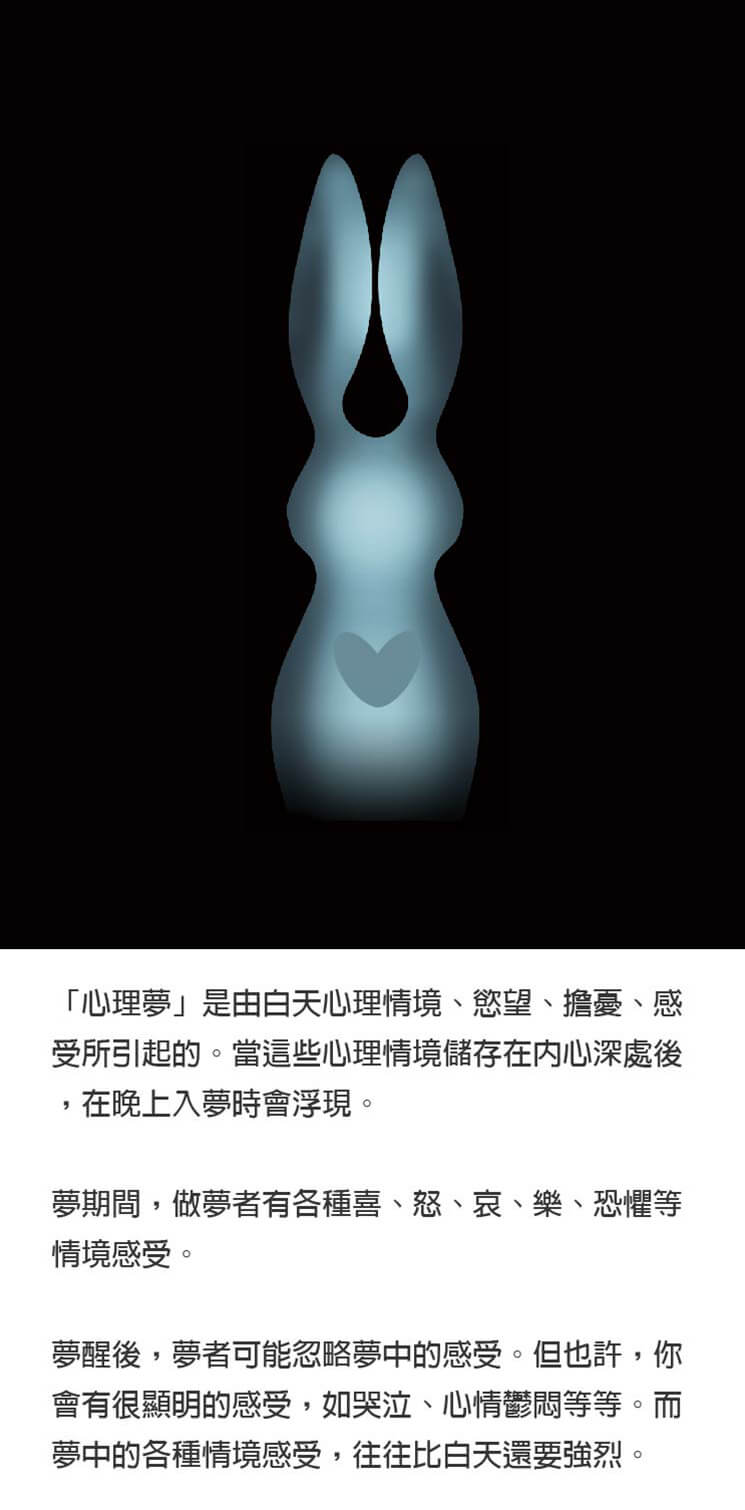 「心理夢」是由白天心理情境、慾望、擔憂、感
受所引起的。當這些心理情境儲存在内心深處後
，在晚上入夢時會浮現。
夢期間，做夢者有各種喜、怒、哀、樂、恐懼等
情境感受。
夢醒後，夢者可能忽略夢中的感受。但也許，你
會有很顯明的感受，如哭泣、心情鬱悶等等。而
夢中的各種情境感受，往往比白天還要強烈。